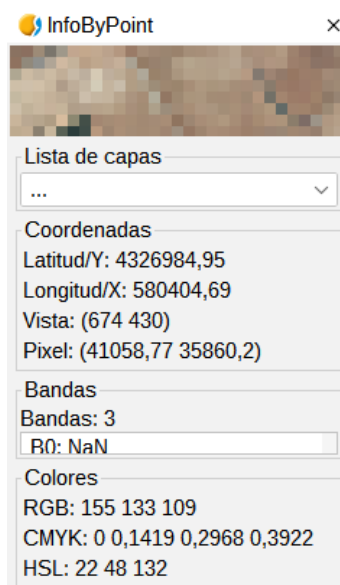 InfoByPoint
Lista de capas
...
Coordenadas
Latitud/Y: 4326984,95
Longitud/X: 580404,69
Vista: (674 430)
Pixel: (41058,77 35860,2)
Bandas
Bandas: 3
B0: NaN
Colores
RGB: 155 133 109
CMYK: 0 0,1419 0,2968 0,3922
HSL: 22 48 132